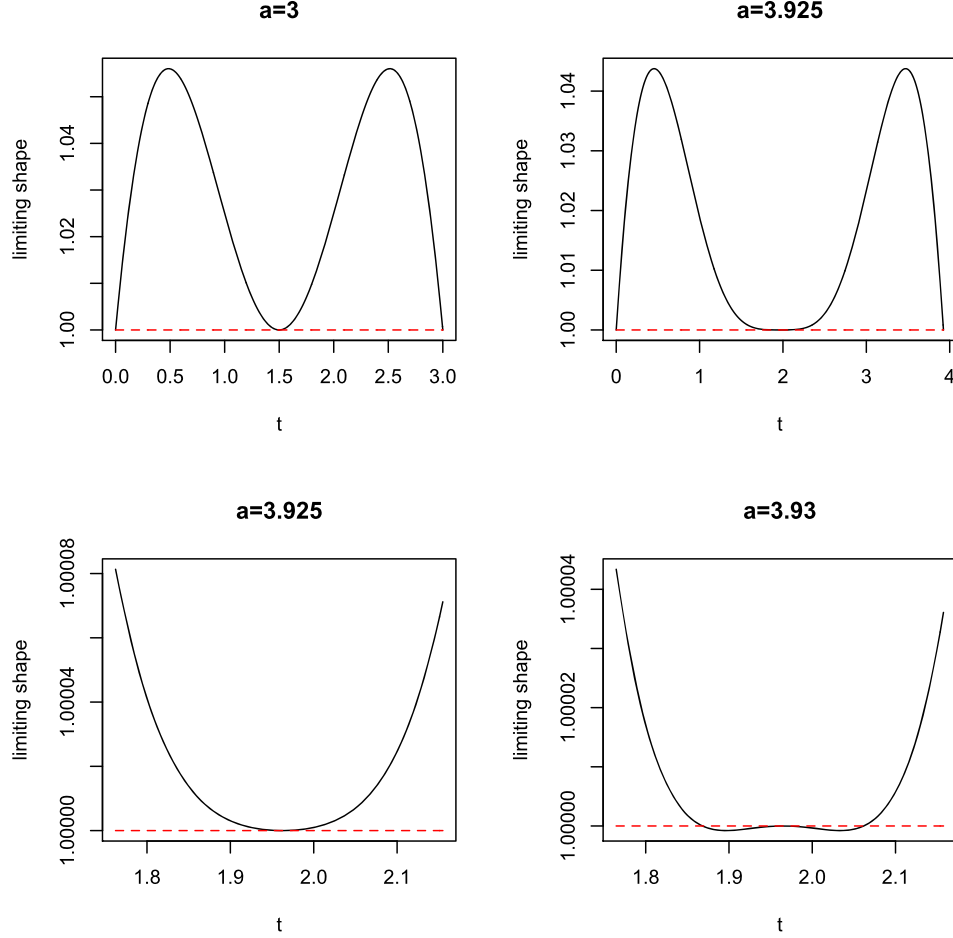 a=3
limiting shape
1.00 1.02 1.04
0.0 0.5 1.0 1.5 2.0 2.5 3.0
t
a=3.925
limiting shape
1.00 1.01 1.02 1.03 1.04
0 1 2 3 4
t
a=3.925
limiting shape
1.00000 1.00004 1.00008
1.8 1.9 2.0 2.1
t
a=3.93
limiting shape
1.00000 1.00002 1.00004
1.8 1.9 2.0 2.1
t